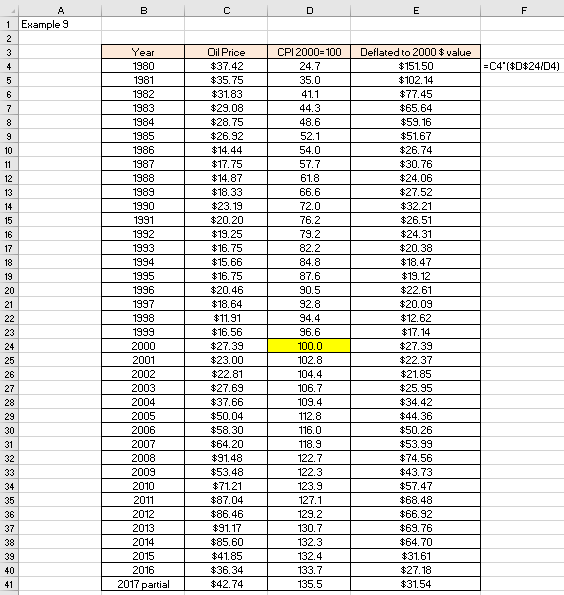 A B C D E F
1 Example 9
2
3 Year Oil Price CPI 2000=100 Deflated to 2000 $ value
4 1980 $37.42 24.7 $151.50 =C4*($D$24/D4)
5 1981 $35.75 35.0 $102.14
6 1982 $31.83 41.1 $77.45
7 1983 $29.08 44.3 $65.64
8 1984 $28.75 48.6 $59.16
9 1985 $26.92 52.1 $51.67
10 1986 $14.44 54.0 $26.74
11 1987 $17.75 57.7 $30.76
12 1988 $14.87 61.8 $24.06
13 1989 $18.33 66.6 $27.52
14 1990 $23.19 72.0 $32.21
15 1991 $20.20 76.2 $26.51
16 1992 $19.25 79.2 $24.31
17 1993 $16.75 82.2 $20.38
18 1994 $15.66 84.8 $18.47
19 1995 $16.75 87.6 $19.12
20 1996 $20.46 90.5 $22.61
21 1997 $18.64 92.8 $20.09
22 1998 $11.91 94.4 $12.62
23 1999 $16.56 96.6 $17.14
24 2000 $27.39 100.0 $27.39
25 2001 $23.00 102.8 $22.37
26 2002 $22.81 104.4 $21.85
27 2003 $27.69 106.7 $25.95
28 2004 $37.66 109.4 $34.42
29 2005 $50.04 112.8 $44.36
30 2006 $58.30 116.0 $50.26
31 2007 $64.20 118.9 $53.99
32 2008 $91.48 122.7 $74.56
33 2009 $53.48 122.3 $43.73
34 2010 $71.21 123.9 $57.47
35 2011 $87.04 127.1 $68.48
36 2012 $86.46 129.2 $66.92
37 2013 $91.17 130.7 $69.76
38 2014 $85.60 132.3 $64.70
39 2015 $41.85 132.4 $31.61
40 2016 $36.34 133.7 $27.18
41 2017 partial $42.74 135.5 $31.54